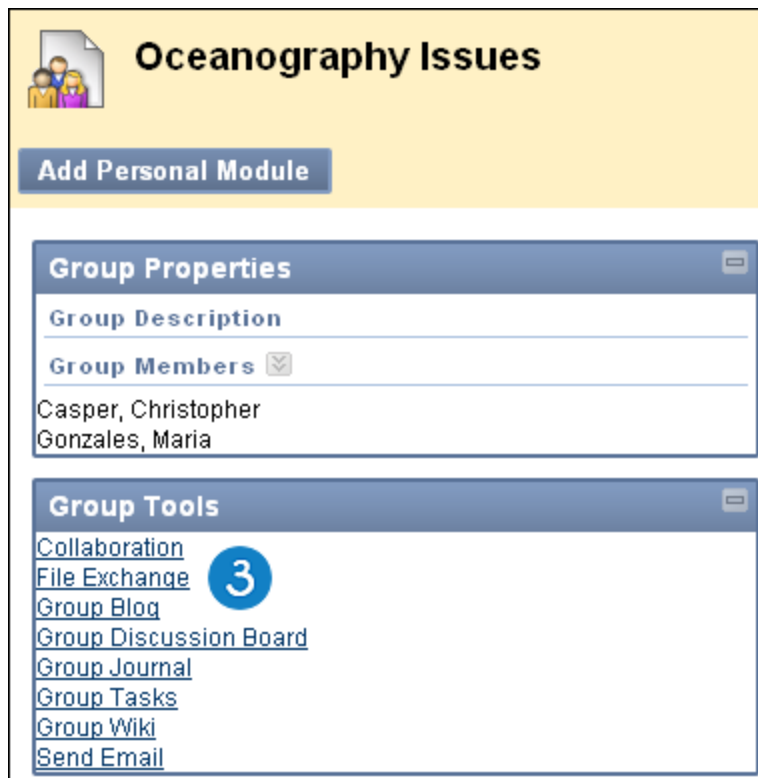 Oceanography Issues
Add Personal Module
Group Properties
Group Description
Group Members
Casper, Christopher
Gonzales, Maria
Group Tools
Collaboration
File Exchange
3
Group Blog
Group Discussion Board
Group Journal
Group Tasks
Group Wiki
Send Email